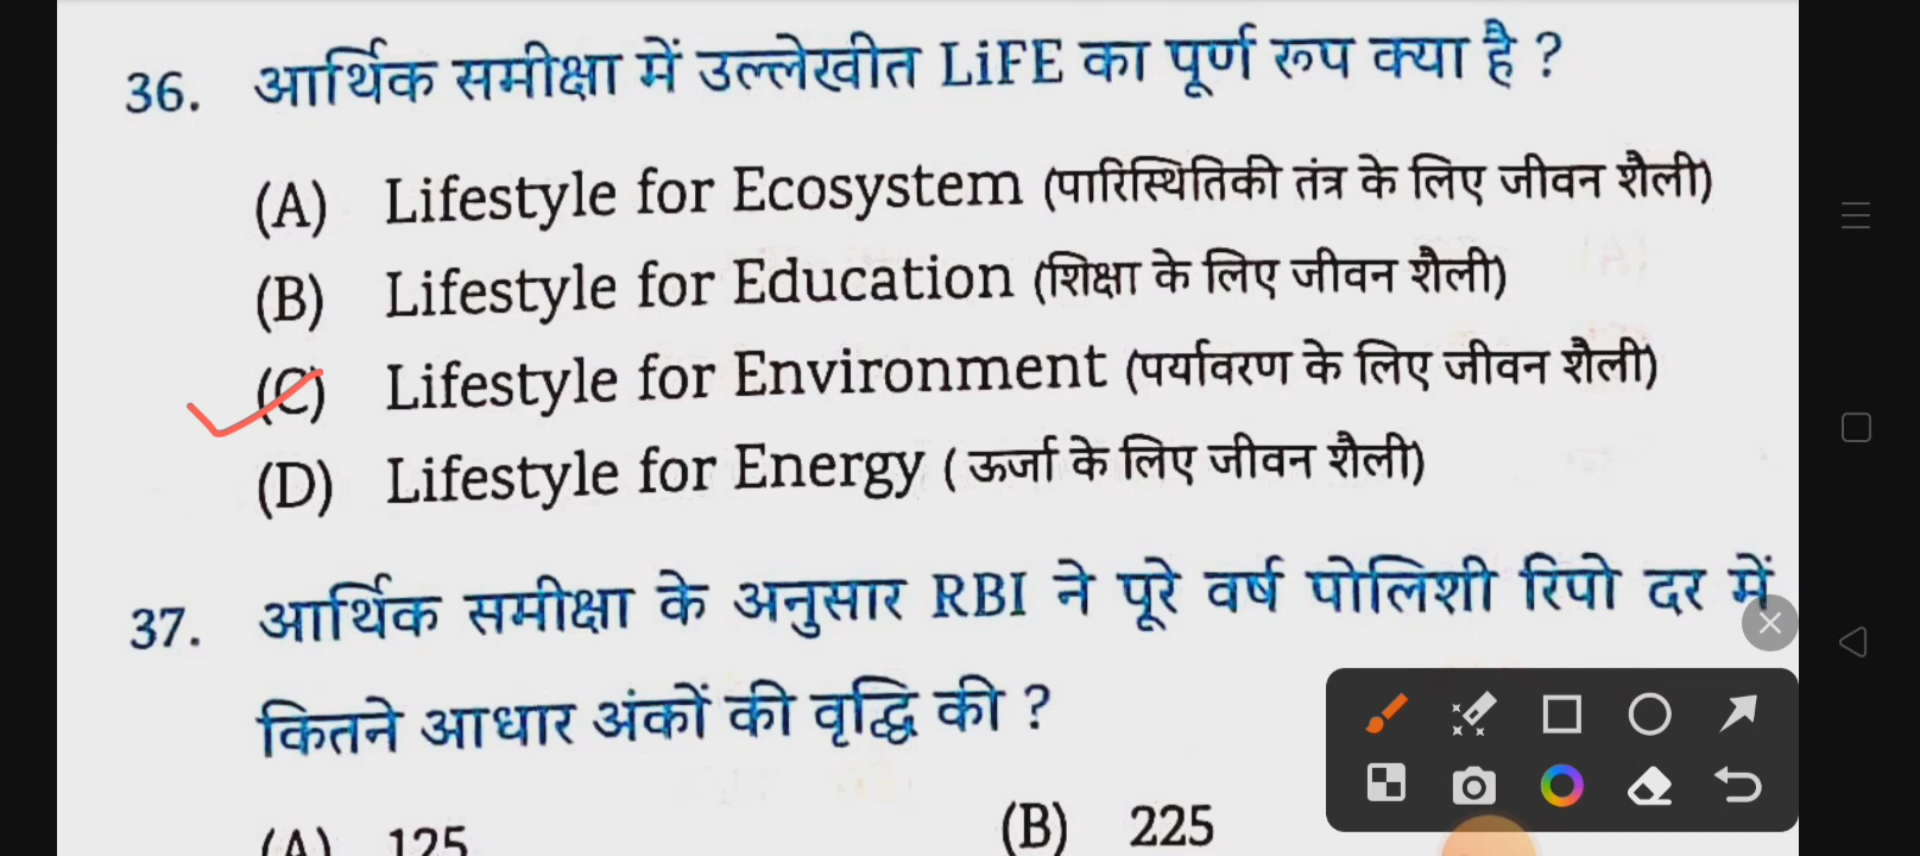 36. आर्थिक समीक्षा में उल्लेखीत LiFE का पूर्ण रूप क्या है ?
(A) Lifestyle for Ecosystem (पारिस्थितिकी तंत्र के लिए जीवन शैली)
(B) Lifestyle for Education (शिक्षा के लिए जीवन शैली)
(C) Lifestyle for Environment (पर्यावरण के लिए जीवन शैली)
(D) Lifestyle for Energy ( ऊर्जा के लिए जीवन शैली)
37. आर्थिक समीक्षा के अनुसार RBI ने पूरे वर्ष पोलिशी रिपो दर में
कितने आधार अंकों की वृद्धि की ?
(A) 125 (B) 225